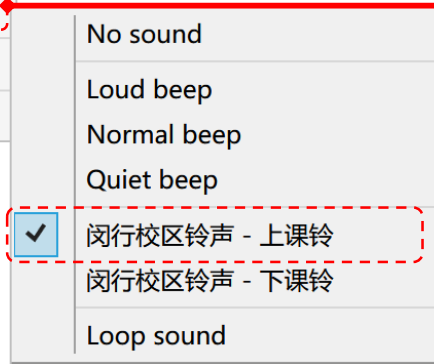 No sound
Loud beep
Normal beep
Quiet beep
闵行校区铃声 - 上课铃
闵行校区铃声 - 下课铃
Loop sound